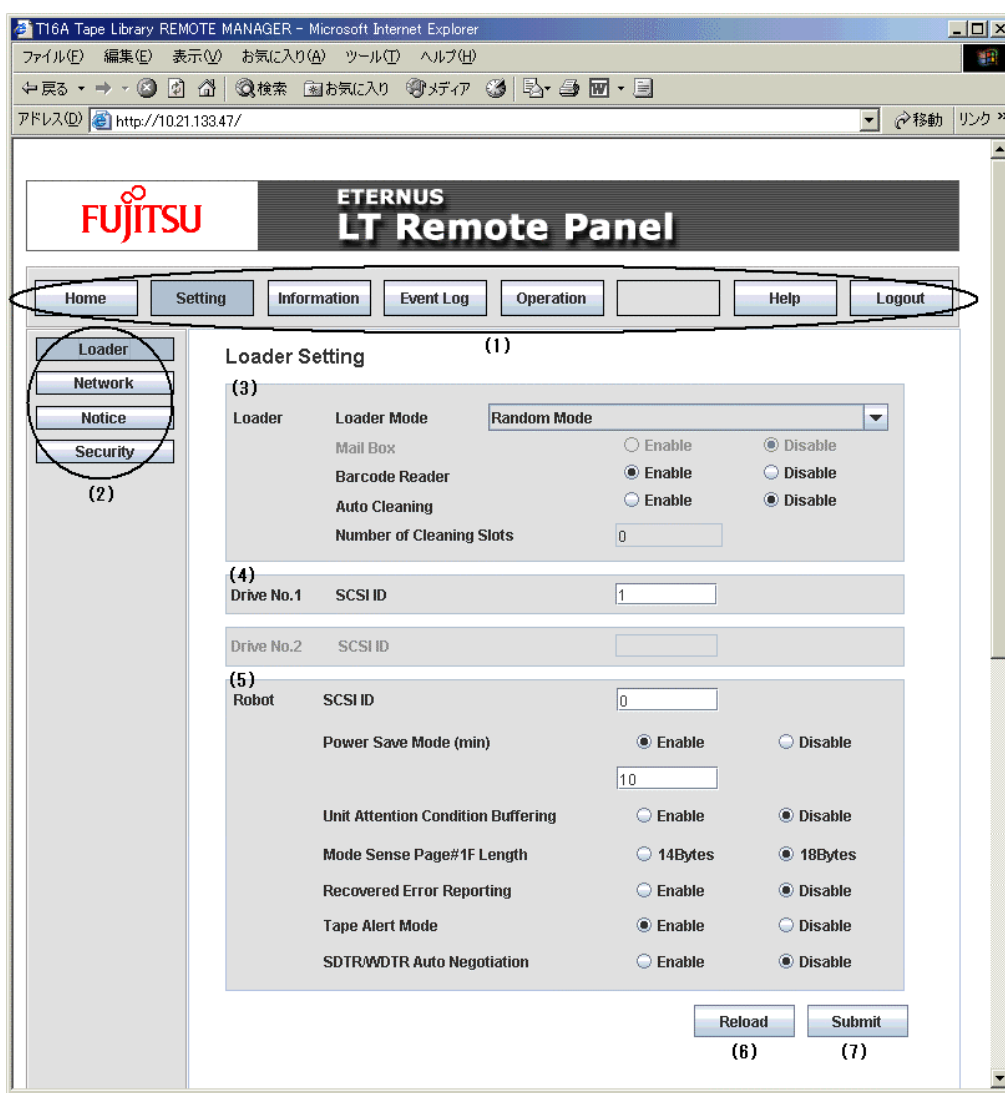 T16A Tape Library REMOTE MANAGER - Microsoft Internet Explorer
ファイル(F) 編集(E) 表示(V) お気に入り(A) ツール(T) ヘルプ(H)
戻る 検索 お気に入り メディア
アドレス(D) http://10.21.133.47/ 移動 リンク »
FUJITSU
ETERNUS
LT Remote Panel
Home Setting Information Event Log Operation Help Logout
(1)
Loader
Network
Notice
Security
(2)
Loader Setting
(3)
Loader Loader Mode Random Mode
Mail Box Enable Disable
Barcode Reader Enable Disable
Auto Cleaning Enable Disable
Number of Cleaning Slots 0
(4)
Drive No.1 SCSI ID 1
Drive No.2 SCSI ID
(5)
Robot SCSI ID 0
Power Save Mode (min) Enable Disable
10
Unit Attention Condition Buffering Enable Disable
Mode Sense Page#1F Length 14Bytes 18Bytes
Recovered Error Reporting Enable Disable
Tape Alert Mode Enable Disable
SDTR/WDTR Auto Negotiation Enable Disable
Reload Submit
(6) (7)